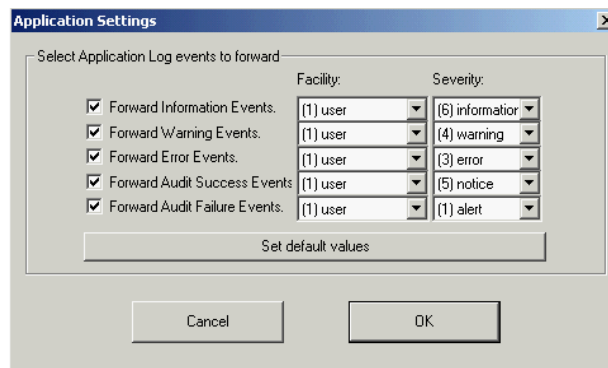 Application Settings
Select Application Log events to forward
Facility: Severity:
Forward Information Events. (1) user (6) information
Forward Warning Events. (1) user (4) warning
Forward Error Events. (1) user (3) error
Forward Audit Success Events (1) user (5) notice
Forward Audit Failure Events. (1) user (1) alert
Set default values
Cancel OK